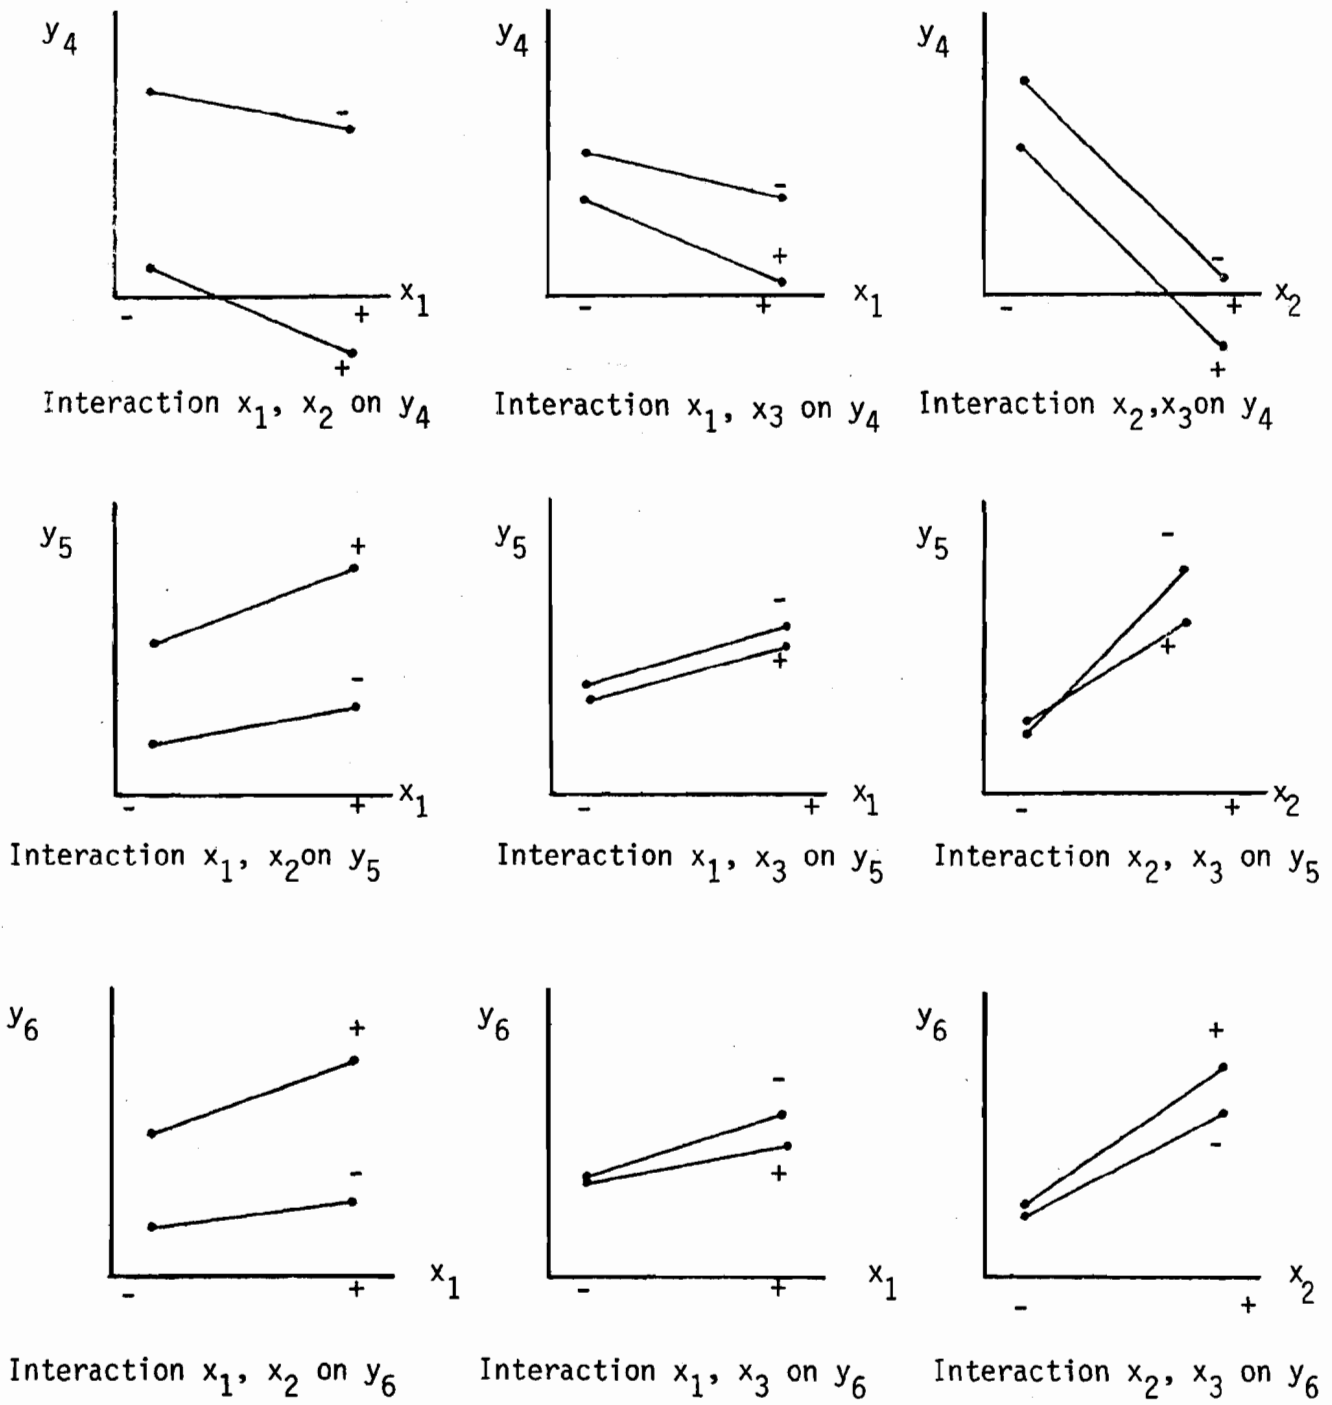 y4 y4 y4
-
- -
+
- + x1 - + x1 - + x2
+ +
Interaction x1, x2 on y4 Interaction x1, x3 on y4 Interaction x2,x3on y4
y5 y5 y5
+ - -
- + +
- + x1 - + x1 - + x2
Interaction x1, x2on y5 Interaction x1, x3 on y5 Interaction x2, x3 on y5
y6 y6 y6
+ - +
- + -
- + x1 - + x1 - + x2
Interaction x1, x2 on y6 Interaction x1, x3 on y6 Interaction x2, x3 on y6